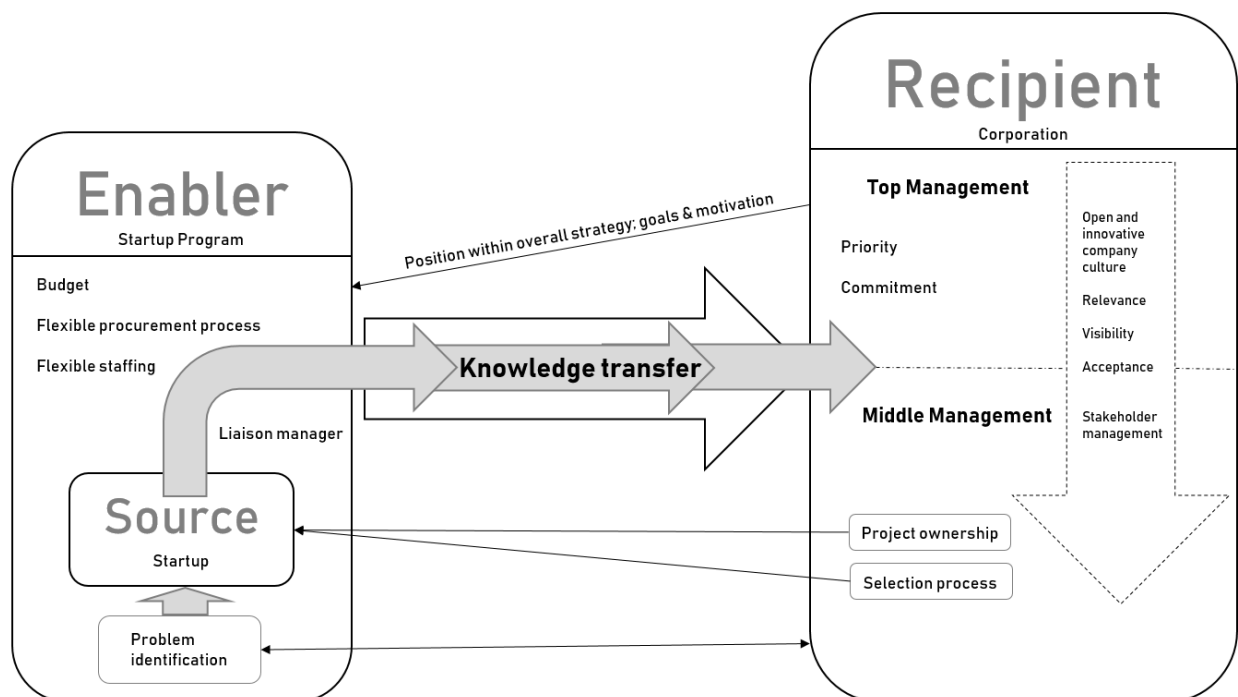 Enabler
Startup Program
Budget
Flexible procurement process
Flexible staffing
Liaison manager
Source
Startup
Problem
identification
Position within overall strategy; goals & motivation
Knowledge transfer
Recipient
Corporation
Top Management
Priority
Commitment
Middle Management
Project ownership
Selection process
Open and
innovative
company
culture
Relevance
Visibility
Acceptance
Stakeholder
management